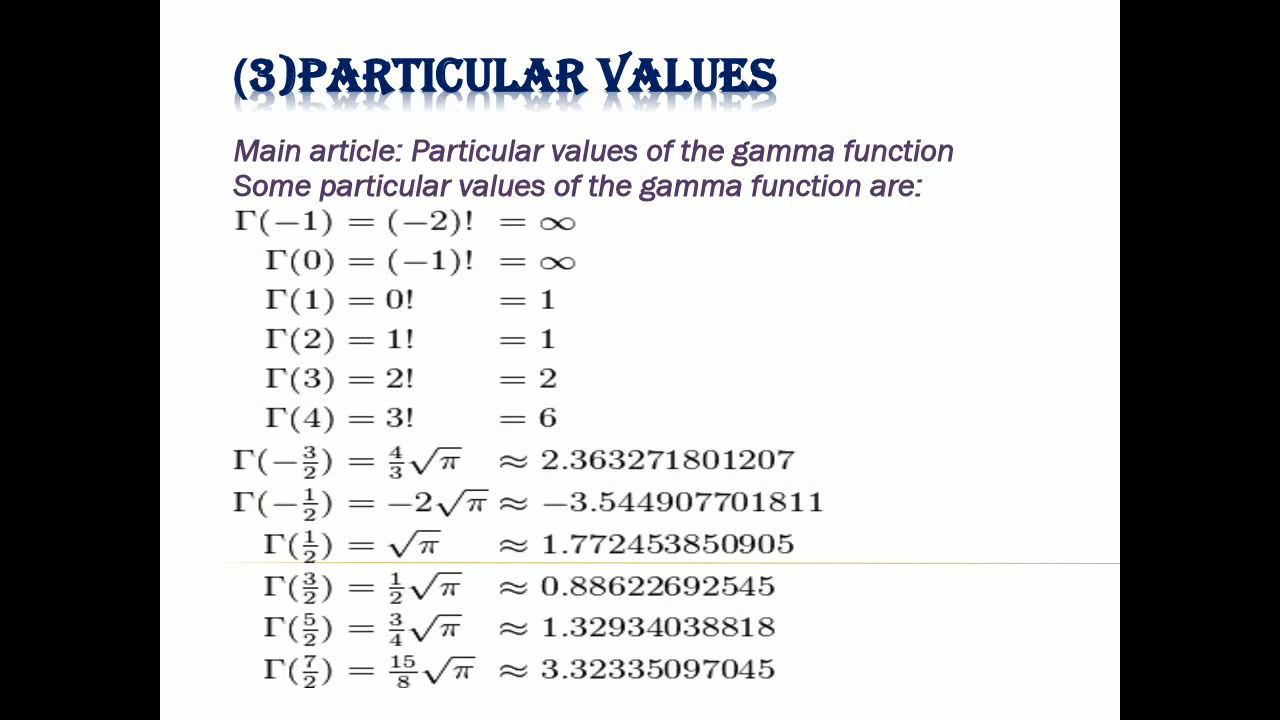 (3)PARTICULAR VALUES
Main article: Particular values of the gamma function
Some particular values of the gamma function are:
Γ(−1) = (−2)! = ∞
Γ(0) = (−1)! = ∞
Γ(1) = 0! = 1
Γ(2) = 1! = 1
Γ(3) = 2! = 2
Γ(4) = 3! = 6
Γ(−3/2) = 4/3 √π ≈ 2.363271801207
Γ(−1/2) = −2√π ≈ −3.544907701811
Γ(1/2) = √π ≈ 1.772453850905
Γ(3/2) = 1/2 √π ≈ 0.88622692545
Γ(5/2) = 3/4 √π ≈ 1.32934038818
Γ(7/2) = 15/8 √π ≈ 3.32335097045